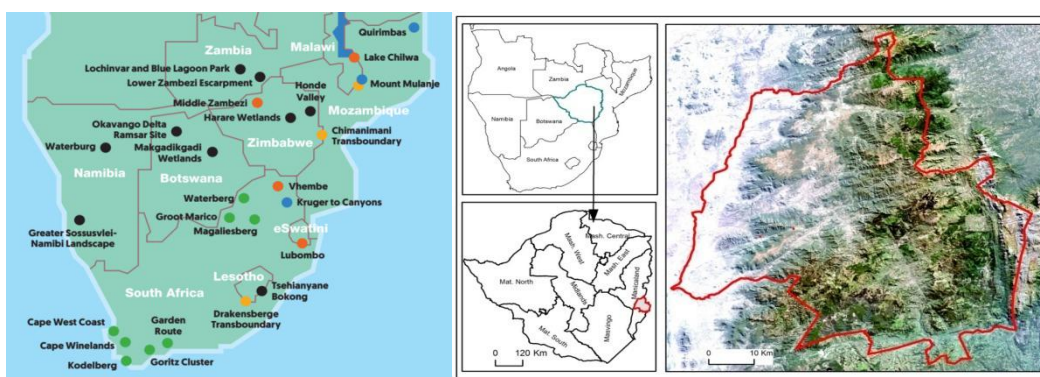 Quirimbas
Zambia
Malawi
Lochinvar and Blue Lagoon Park
Lake Chilwa
Lower Zambezi Escarpment
Mount Mulanje
Honde
Valley
Middle Zambezi
Mozambique
Harare Wetlands
Okavango Delta
Ramsar Site
Chimanimani
Transboundary
Waterburg
Makgadikgadi
Wetlands
Zimbabwe
Namibia
Botswana
Vhembe
Waterberg
Kruger to Canyons
Groot Marico
Magaliesberg
eSwatini
Greater Sossusvlei-
Namibi Landscape
Lubombo
Lesotho
Tsehianyane
Bokong
South Africa
Drakensberge
Transboundary
Cape West Coast
Garden
Route
Cape Winelands
Goritz Cluster
Kodelberg
Angola
Zambia
Mozambique
Namibia
Botswana
South Africa
Mash. Central
Mash. West
Mash. East
Mat. North
Midlands
Manicaland
Masvingo
Mat. South
0 120 Km
0 10 Km